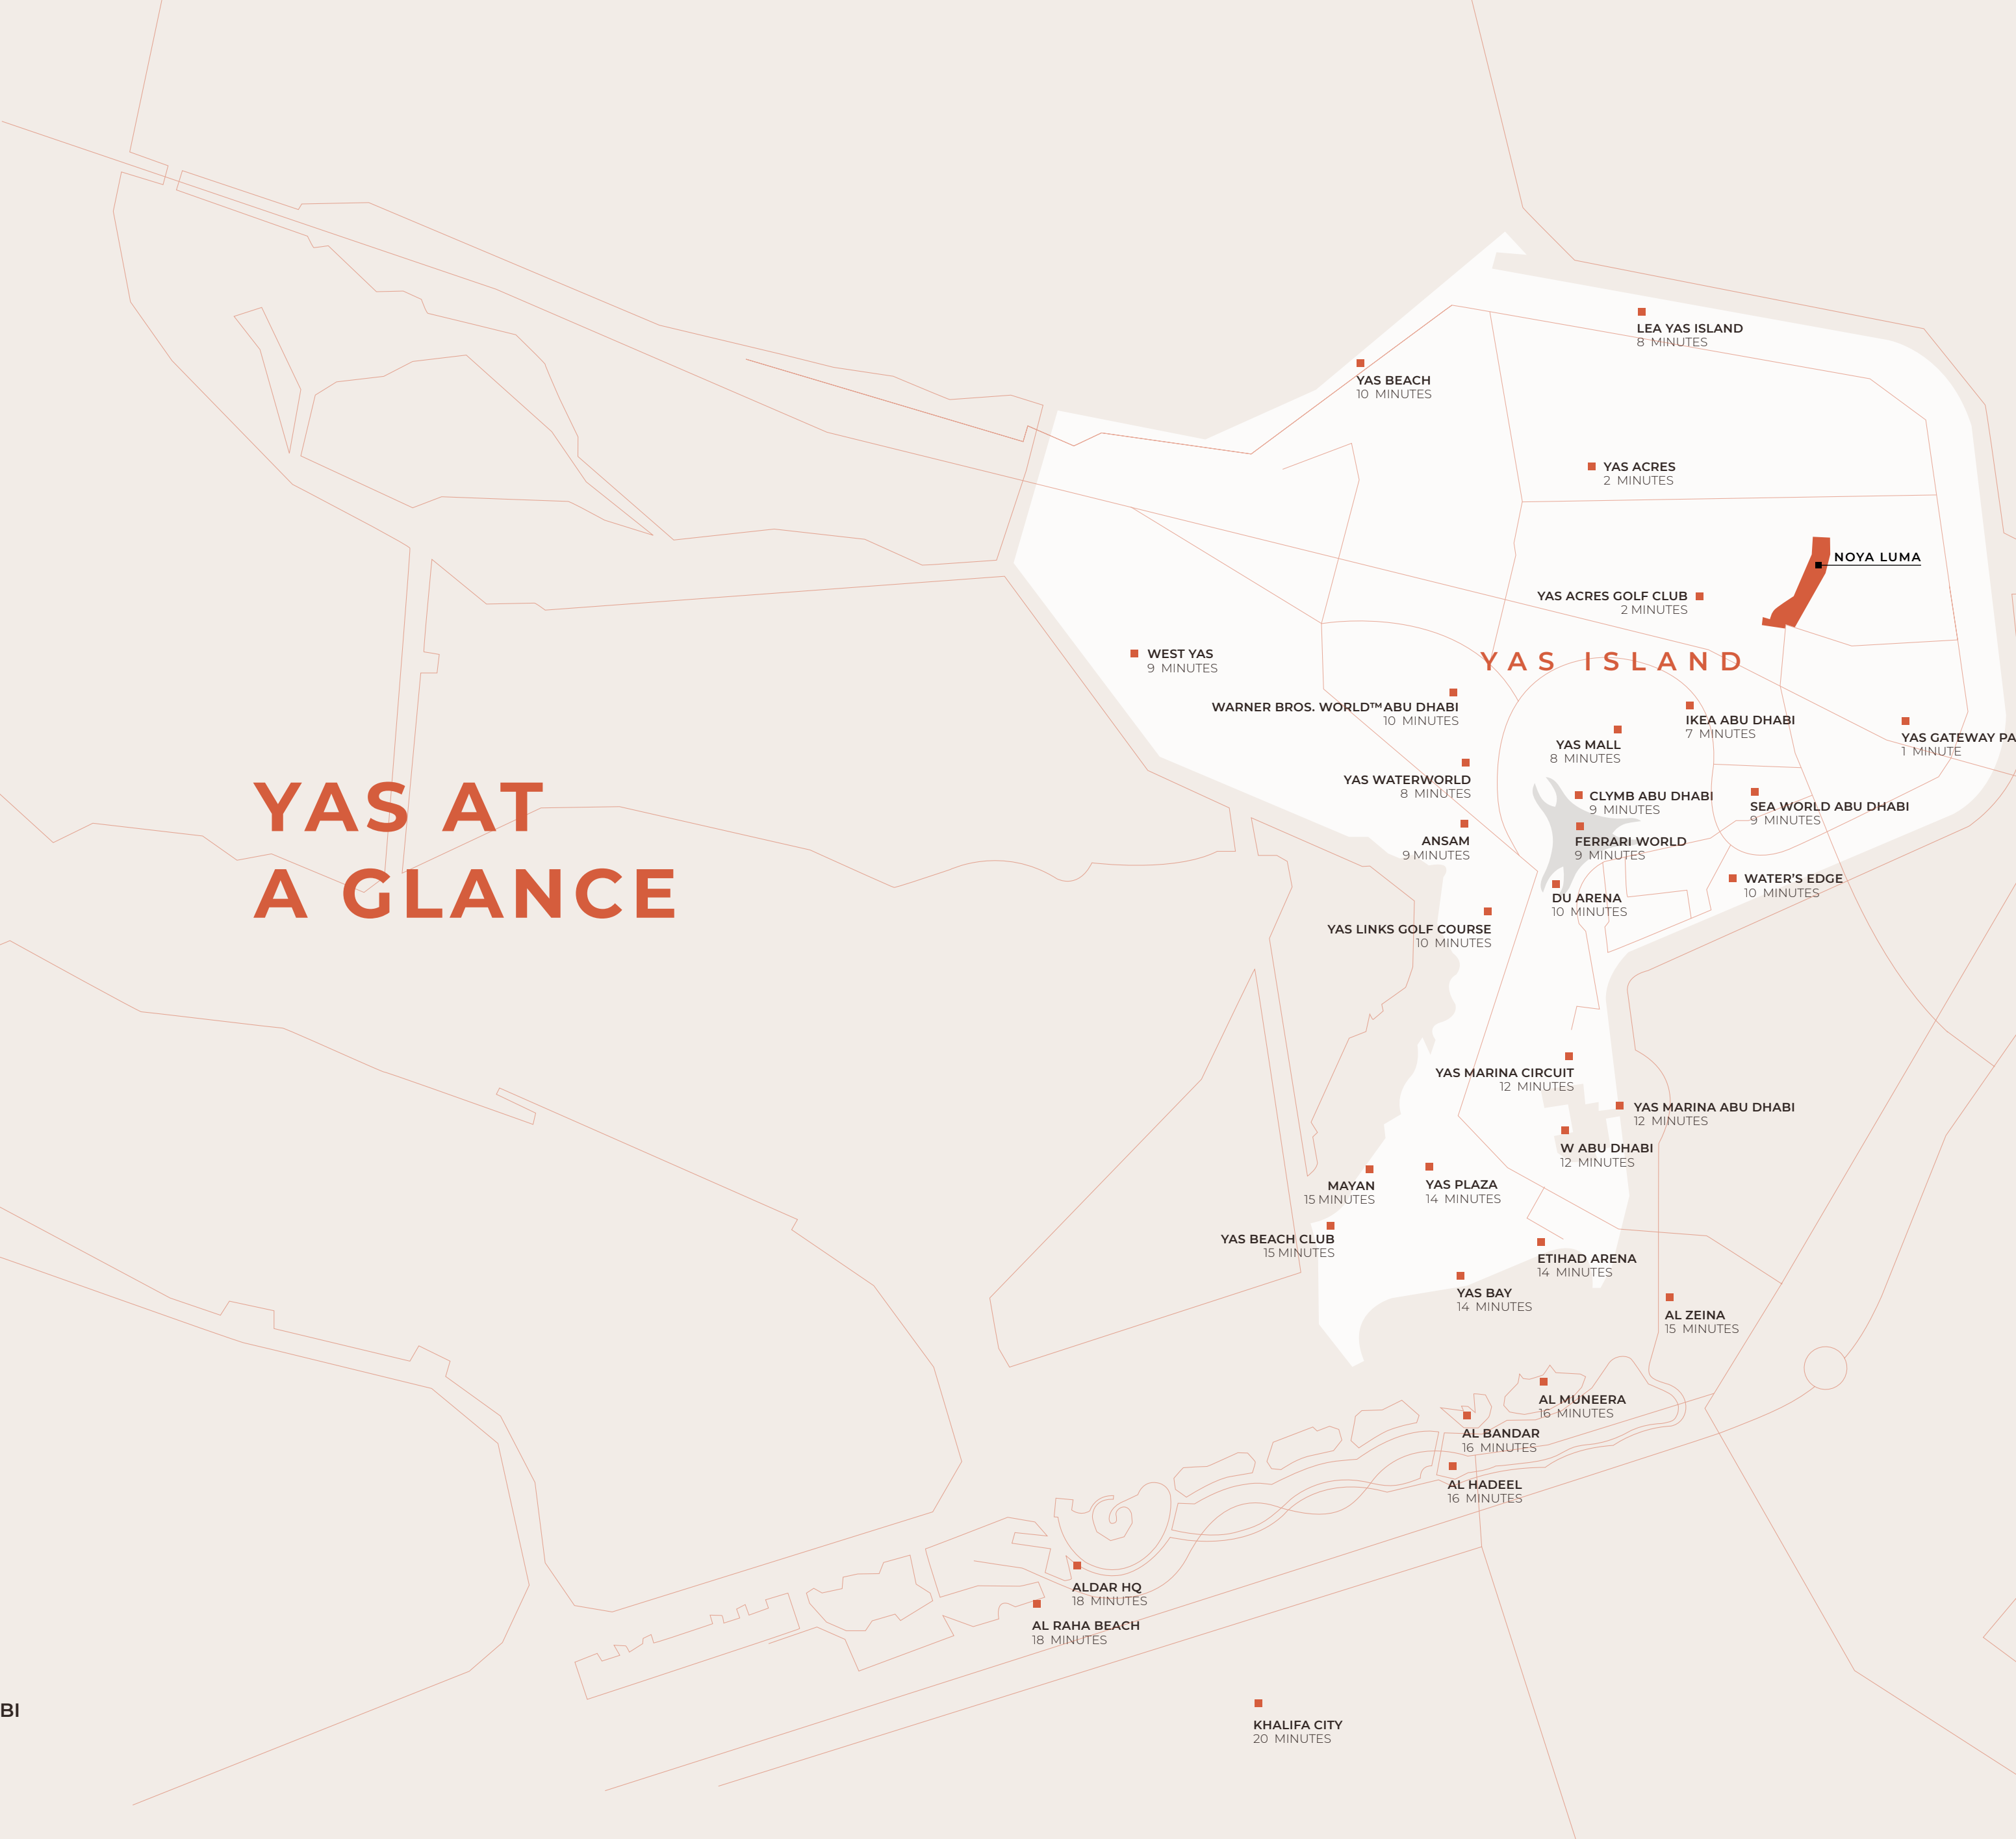 LEA YAS ISLAND
8 MINUTES
YAS BEACH
10 MINUTES
YAS ACRES
2 MINUTES
NOYA LUMA
YAS ACRES GOLF CLUB
2 MINUTES
WEST YAS
9 MINUTES
YAS ISLAND
WARNER BROS. WORLD™ABU DHABI
10 MINUTES
IKEA ABU DHABI
7 MINUTES
YAS GATEWAY PA
1 MINUTE
YAS MALL
8 MINUTES
YAS WATERWORLD
8 MINUTES
CLYMB ABU DHABI
9 MINUTES
SEA WORLD ABU DHABI
9 MINUTES
YAS AT
A GLANCE
ANSAM
9 MINUTES
FERRARI WORLD
9 MINUTES
WATER’S EDGE
10 MINUTES
DU ARENA
10 MINUTES
YAS LINKS GOLF COURSE
10 MINUTES
YAS MARINA CIRCUIT
12 MINUTES
YAS MARINA ABU DHABI
12 MINUTES
W ABU DHABI
12 MINUTES
MAYAN
15 MINUTES
YAS PLAZA
14 MINUTES
YAS BEACH CLUB
15 MINUTES
ETIHAD ARENA
14 MINUTES
YAS BAY
14 MINUTES
AL ZEINA
15 MINUTES
AL MUNEERA
16 MINUTES
AL BANDAR
16 MINUTES
AL HADEEL
16 MINUTES
ALDAR HQ
18 MINUTES
AL RAHA BEACH
18 MINUTES
BI
KHALIFA CITY
20 MINUTES